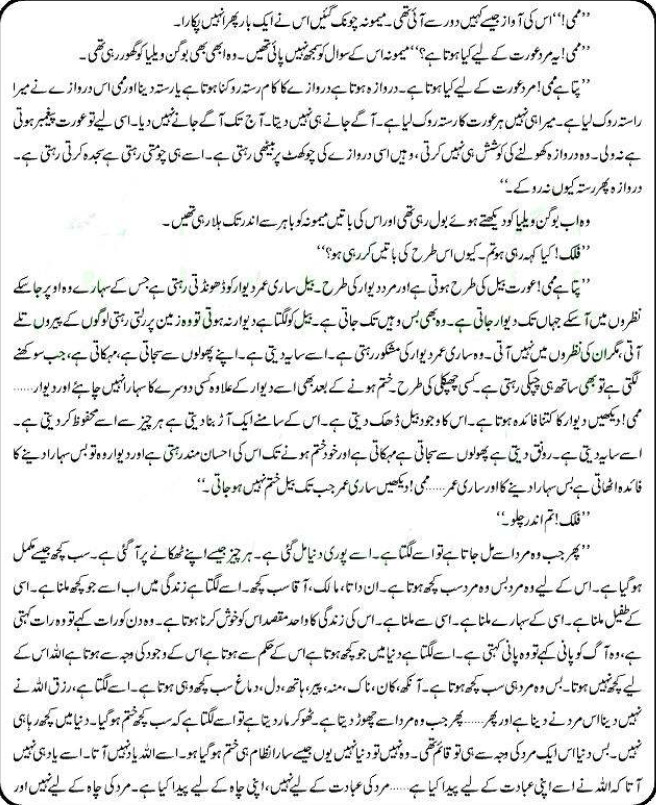 ”ممی!“ اس کی آواز جیسے کہیں دور سے آئی تھی۔ میمونہ چونک گئیں اس نے ایک بار پھر انہیں پکارا۔
”ممی! یہ مرد عورت کے لیے کیا ہوتا ہے؟“ میمونہ اس کے سوال کو سمجھ نہیں پائی تھیں۔ وہ ابھی بھی بوگن ویلیا کو گھور رہی تھی۔
”پتا ہے ممی! مرد عورت کے لیے کیا ہوتا ہے۔ دروازہ ہوتا ہے دروازے کا کام رستہ روکنا ہوتا ہے یا رستہ دینا اور ممی اس دروازے نے میرا
راستہ روک لیا ہے۔ میرا ہی نہیں ہر عورت کا رستہ روک لیا ہے۔ آگے جانے ہی نہیں دیتا۔ آج تک آگے جانے نہیں دیا۔ اسی لیے تو عورت پیغمبر ہوتی
ہے نہ ولی۔ وہ دروازہ کھولنے کی کوشش ہی نہیں کرتی، وہیں اسی دروازے کی چوکھٹ پر بیٹھی رہتی ہے۔ اسے ہی چومتی رہتی ہے سجدہ کرتی رہتی ہے۔
دروازہ پھر رستہ کیوں نہ روکے۔“
وہ اب بوگن ویلیا کو دیکھتے ہوئے بول رہی تھی اور اس کی باتیں میمونہ کو باہر سے اندر تک ہلا رہی تھیں۔
”فلک! کیا کہہ رہی ہو تم۔ کیوں اس طرح کی باتیں کر رہی ہو؟“
”پتا ہے ممی! عورت بیل کی طرح ہوتی ہے اور مرد دیوار کی طرح۔ بیل ساری عمر دیوار کو ڈھونڈتی رہتی ہے جس کے سہارے وہ اوپر جا سکے
نظروں میں آ سکے جہاں تک دیوار جاتی ہے۔ وہ بھی بس وہیں تک جاتی ہے۔ بیل کو لگتا ہے دیوار نہ ہوتی تو وہ زمین پر رلتی رہتی لوگوں کے پیروں تلے
آتی، مگر ان کی نظروں میں نہیں آتی۔ وہ ساری عمر دیوار کی مشکور رہتی ہے۔ اسے سایہ دیتی ہے۔ اپنے پھولوں سے سجاتی ہے، مہکاتی ہے، جب سوکھنے
لگتی ہے تو بھی ساتھ ہی چپکی رہتی ہے۔ کسی چھپکلی کی طرح۔ ختم ہونے کے بعد بھی اسے دیوار کے علاوہ کسی دوسرے کا سہارا نہیں چاہئے اور دیوار......
ممی! دیکھیں دیوار کا کتنا فائدہ ہوتا ہے۔ اس کا وجود بیل ڈھک دیتی ہے۔ اس کے سامنے ایک آڑ بنا دیتی ہے ہر چیز سے اسے محفوظ کر دیتی ہے۔
اسے سایہ دیتی ہے۔ رونق دیتی ہے پھولوں سے سجاتی ہے مہکاتی ہے اور خود ختم ہونے تک اس کی احسان مند رہتی ہے اور دیوار وہ تو بس سہارا دینے کا
فائدہ اٹھاتی ہے بس سہارا دینے کا اور ساری عمر......ممی! دیکھیں ساری عمر جب تک بیل ختم نہیں ہو جاتی۔“
”فلک! تم اندر چلو۔“
”پھر جب وہ مرد اسے مل جاتا ہے تو اسے لگتا ہے۔ اسے پوری دنیا مل گئی ہے۔ ہر چیز جیسے اپنے ٹھکانے پر آ گئی ہے۔ سب کچھ جیسے مکمل
ہو گیا ہے۔ اس کے لیے وہ مرد بس وہ مرد سب کچھ ہوتا ہے۔ ان داتا، مالک، آقا سب کچھ۔ اسے لگتا ہے زندگی میں اب اسے جو کچھ ملنا ہے۔ اسی
کے طفیل ملنا ہے۔ اسی کے سہارے ملنا ہے۔ اسی سے ملنا ہے۔ اس کی زندگی کا واحد مقصد اس کو خوش کرنا ہوتا ہے۔ وہ دن کو رات کہے تو وہ رات کہتی
ہے، وہ آگ کو پانی کہے تو وہ پانی کہتی ہے۔ اسے لگتا ہے دنیا میں جو کچھ ہوتا ہے اس کے حکم سے ہوتا ہے اس کے وجود کی وجہ سے ہوتا ہے اللہ اس کے
لیے کچھ نہیں ہوتا۔ بس وہ مرد ہی سب کچھ ہوتا ہے۔ آنکھ، کان، ناک، منہ، پیر، ہاتھ، دل، دماغ سب کچھ وہی ہوتا ہے۔ اسے لگتا ہے، رزق اللہ نے
نہیں دینا اس مرد نے دینا ہے اور پھر......پھر جب وہ مرد اسے چھوڑ دیتا ہے۔ ٹھوکر مار دیتا ہے تو اسے لگتا ہے کہ سب کچھ ختم ہو گیا۔ دنیا میں کچھ رہا ہی
نہیں۔ بس دنیا اس ایک مرد کی وجہ سے ہی تو قائم تھی۔ وہ نہیں تو دنیا نہیں یوں جیسے سارا نظام ہی ختم ہو گیا ہو۔ اسے اللہ یاد نہیں آتا۔ اسے یاد ہی نہیں
آتا کہ اللہ نے اسے اپنی عبادت کے لیے پیدا کیا ہے......مرد کی عبادت کے لیے نہیں، اپنی چاہ کے لیے پیدا کیا ہے۔ مرد کی چاہ کے لیے نہیں اور